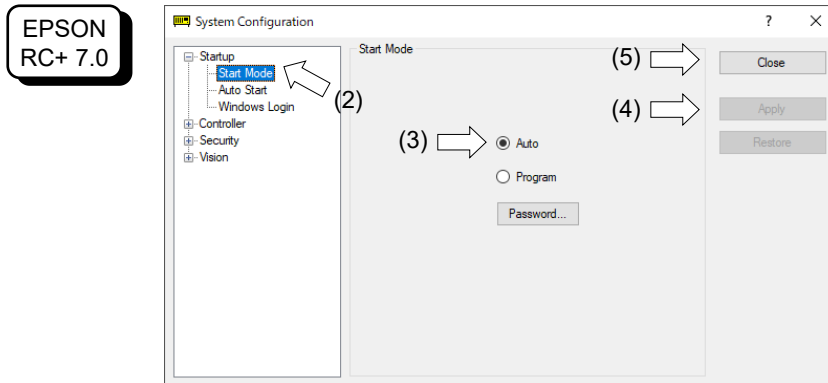 EPSON
RC+ 7.0
System Configuration
?
Startup
Start Mode
Auto Start
Windows Login
Controller
Security
Vision
(2)
Start Mode
(3)
Auto
Program
Password...
(5)
Close
(4)
Apply
Restore